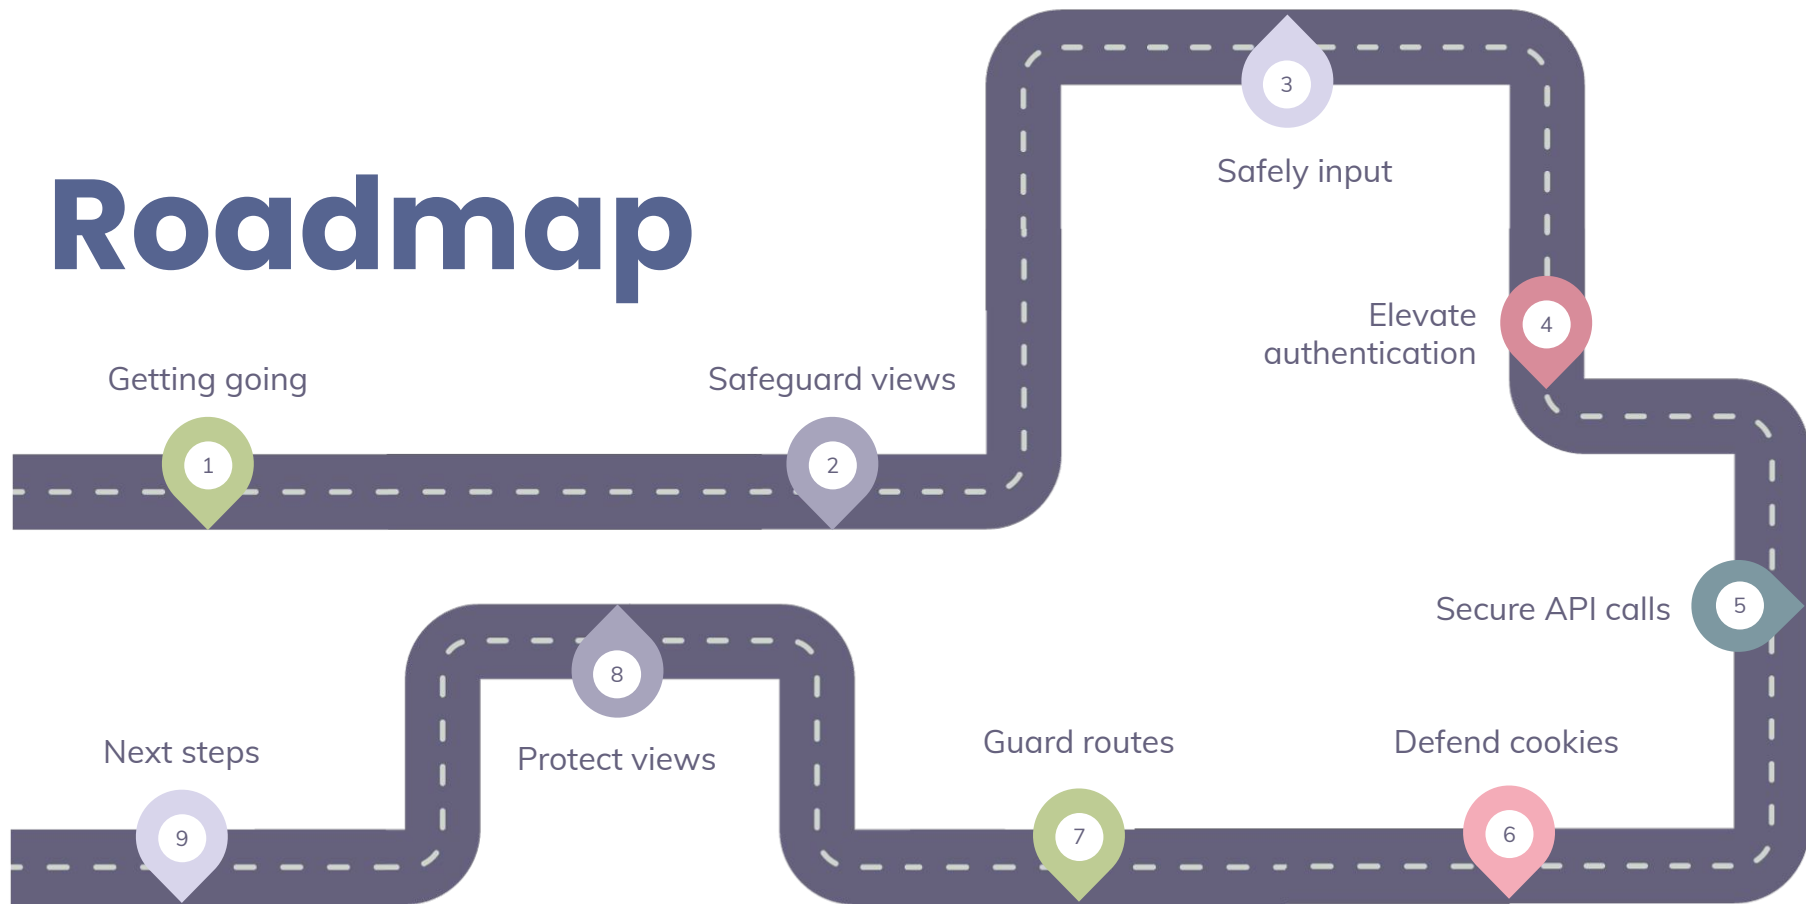 Roadmap
Getting going
1
Safeguard views
2
3
Safely input
Elevate
authentication
4
Secure API calls
5
Defend cookies
6
Guard routes
7
8
Protect views
Next steps
9